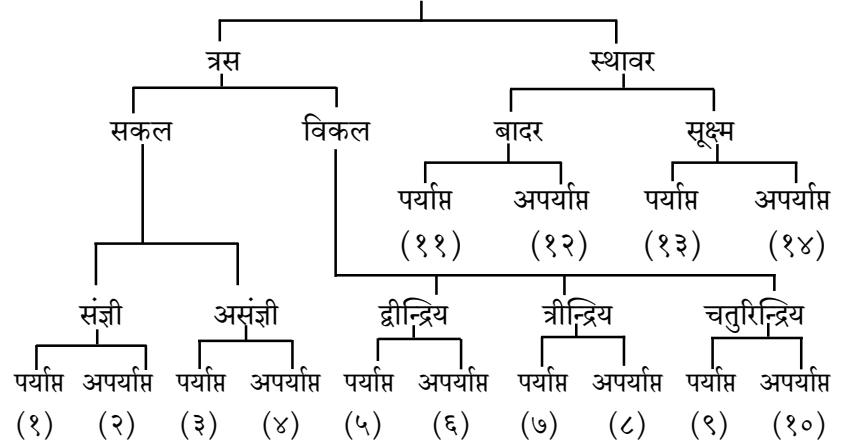 त्रस स्थावर
सकल विकल बादर सूक्ष्म
पर्याप्त अपर्याप्त पर्याप्त अपर्याप्त
(११) (१२) (१३) (१४)
संज्ञी असंज्ञी द्वीन्द्रिय त्रीन्द्रिय चतुरिन्द्रिय
पर्याप्त अपर्याप्त पर्याप्त अपर्याप्त पर्याप्त अपर्याप्त पर्याप्त अपर्याप्त पर्याप्त अपर्याप्त
(१) (२) (३) (४) (५) (६) (७) (८) (९) (१०)